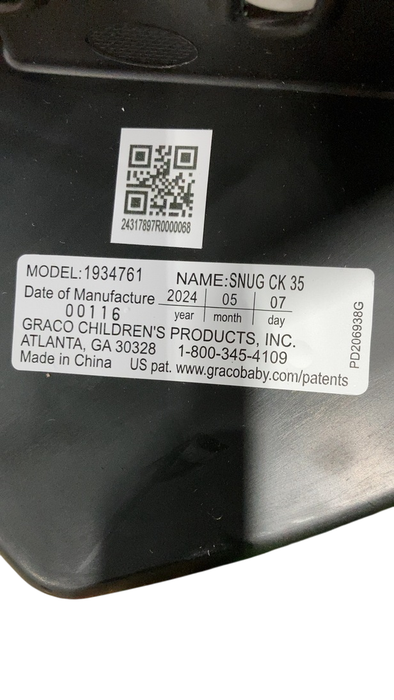 24317897R0000068
MODEL:1934761 NAME:SNUG CK 35
Date of Manufacture 2024 05 07
00116 year month day
GRACO CHILDREN'S PRODUCTS, INC.
ATLANTA, GA 30328 1-800-345-4109
Made in China US pat. www.gracobaby.com/patents
PD206938G